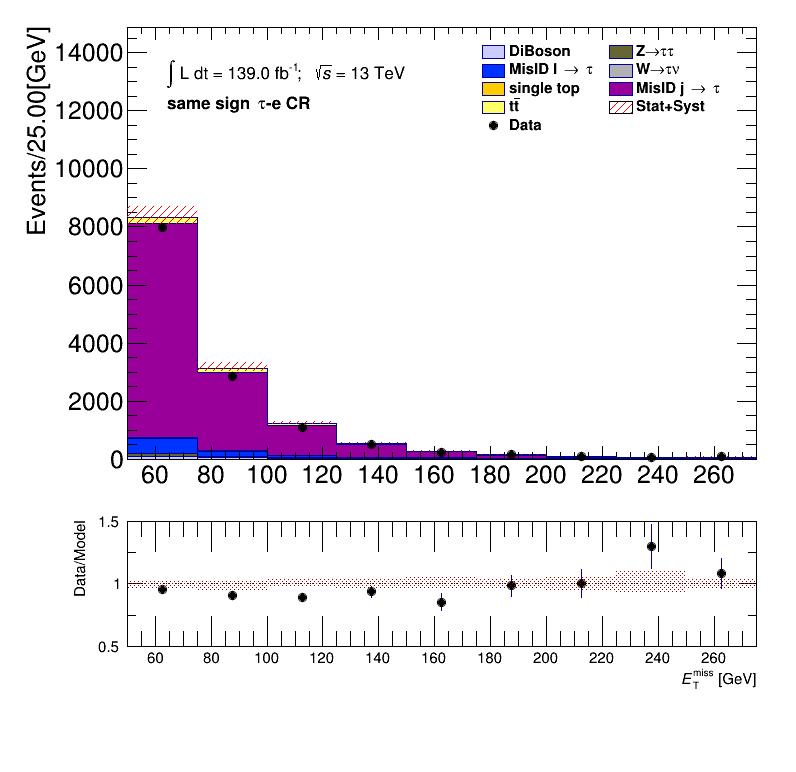 Events/25.00[GeV]
14000
12000
10000
8000
6000
4000
2000
0
∫ L dt = 139.0 fb⁻¹; √s = 13 TeV
same sign τ-e CR
DiBoson
MisID l → τ
single top
tt̄
Data
Z→ττ
W→τν
MisID j → τ
Stat+Syst
60 80 100 120 140 160 180 200 220 240 260
Data/Model
1.5
1
0.5
60 80 100 120 140 160 180 200 220 240 260
E_T^miss [GeV]